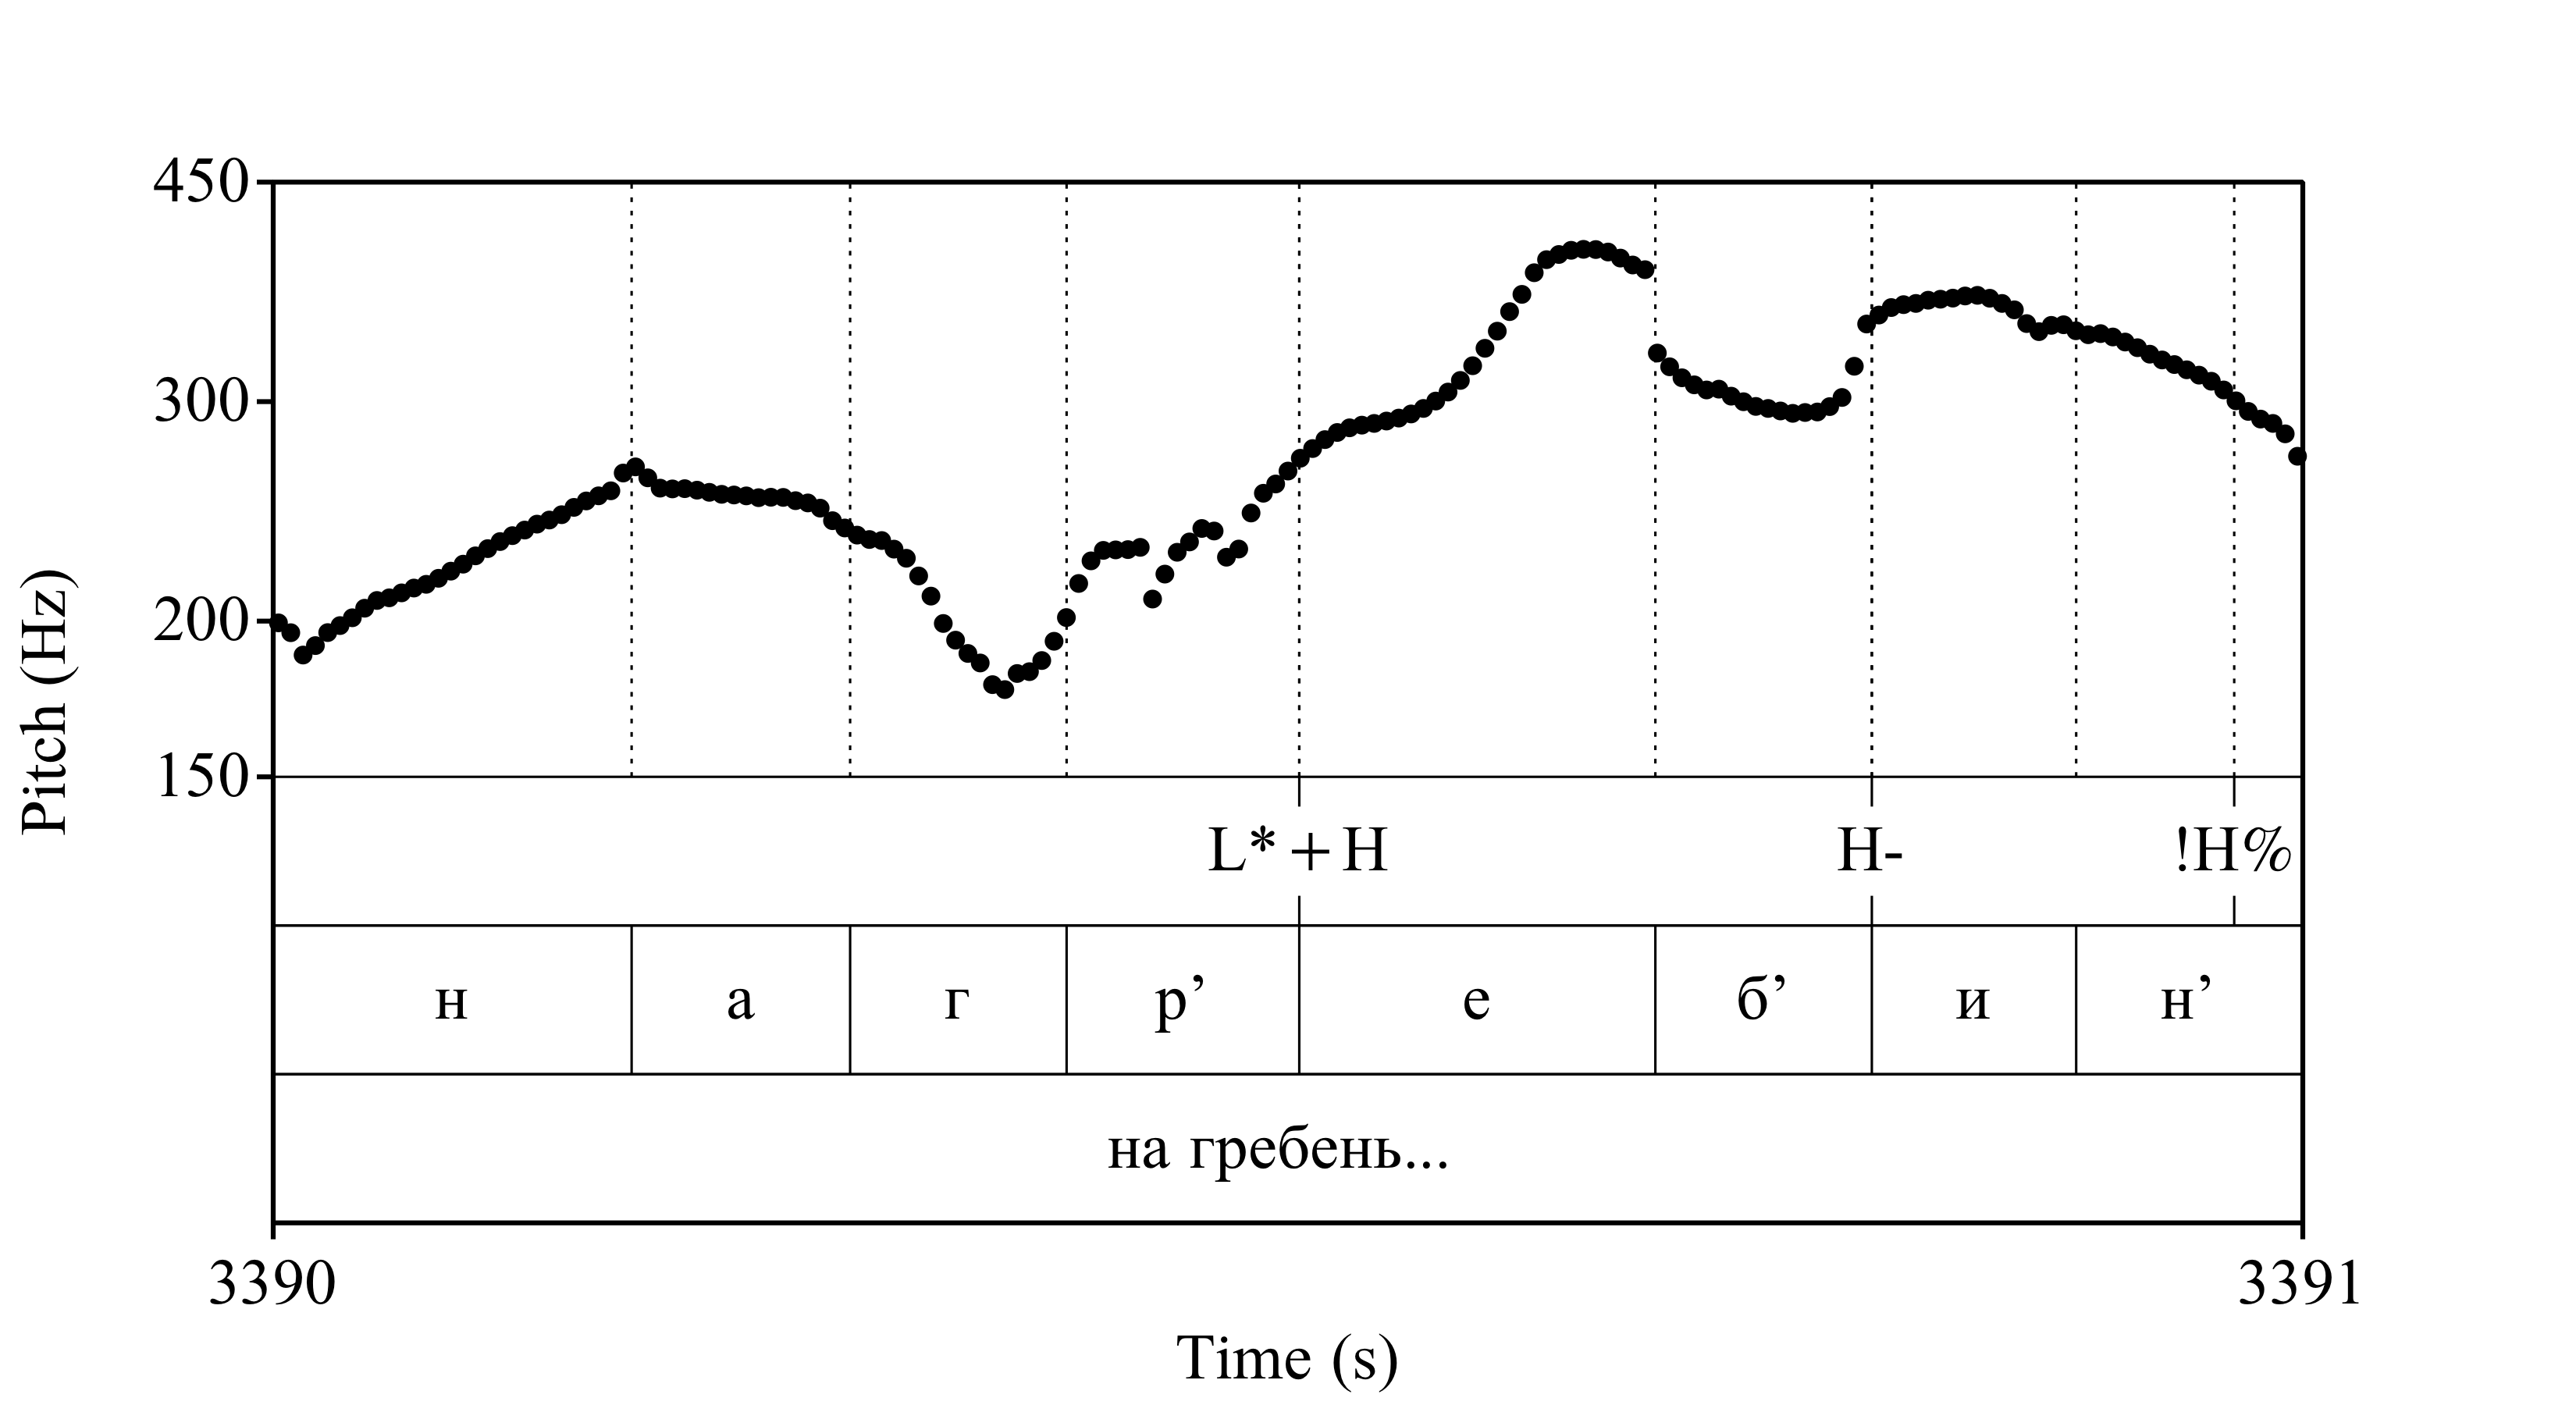 450
300
200
150
Pitch (Hz)
L*+H H- !H%
н а г р’ е б’ и н’
на гребень...
3390 3391
Time (s)